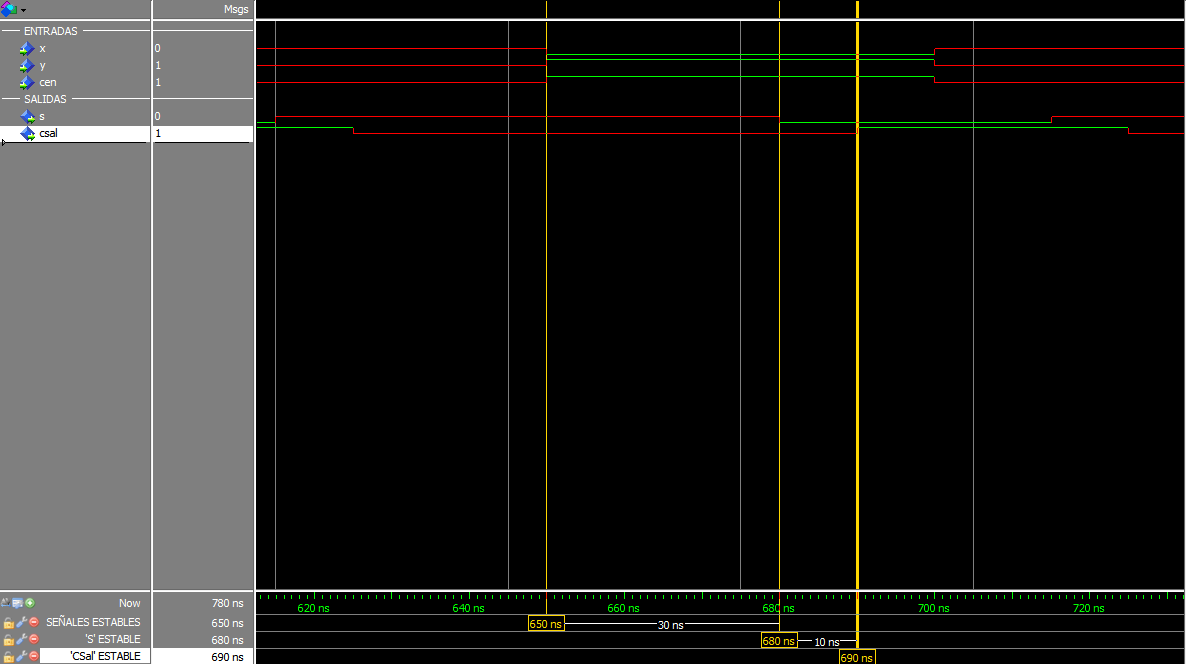 Msgs
ENTRADAS
x 0
y 1
cen 1
SALIDAS
s 0
csal 1
Now 780 ns 620 ns 640 ns 660 ns 680 ns 700 ns 720 ns
SEÑALES ESTABLES 650 ns 650 ns 30 ns
'S' ESTABLE 680 ns 680 ns 10 ns
'CSal' ESTABLE 690 ns 690 ns